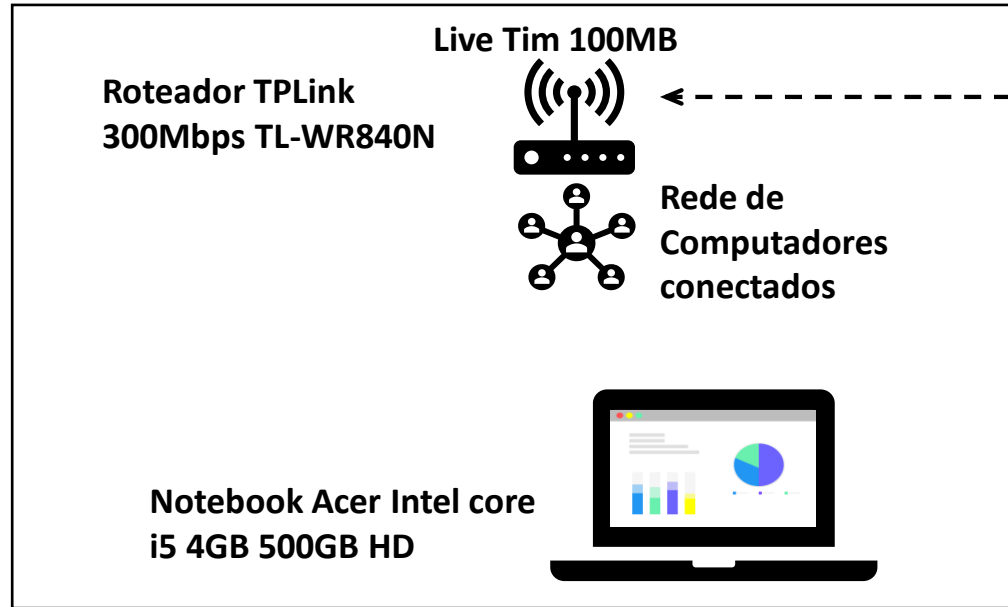 Live Tim 100MB
Roteador TPLink
300Mbps TL-WR840N
Rede de
Computadores
conectados
Notebook Acer Intel core
i5 4GB 500GB HD